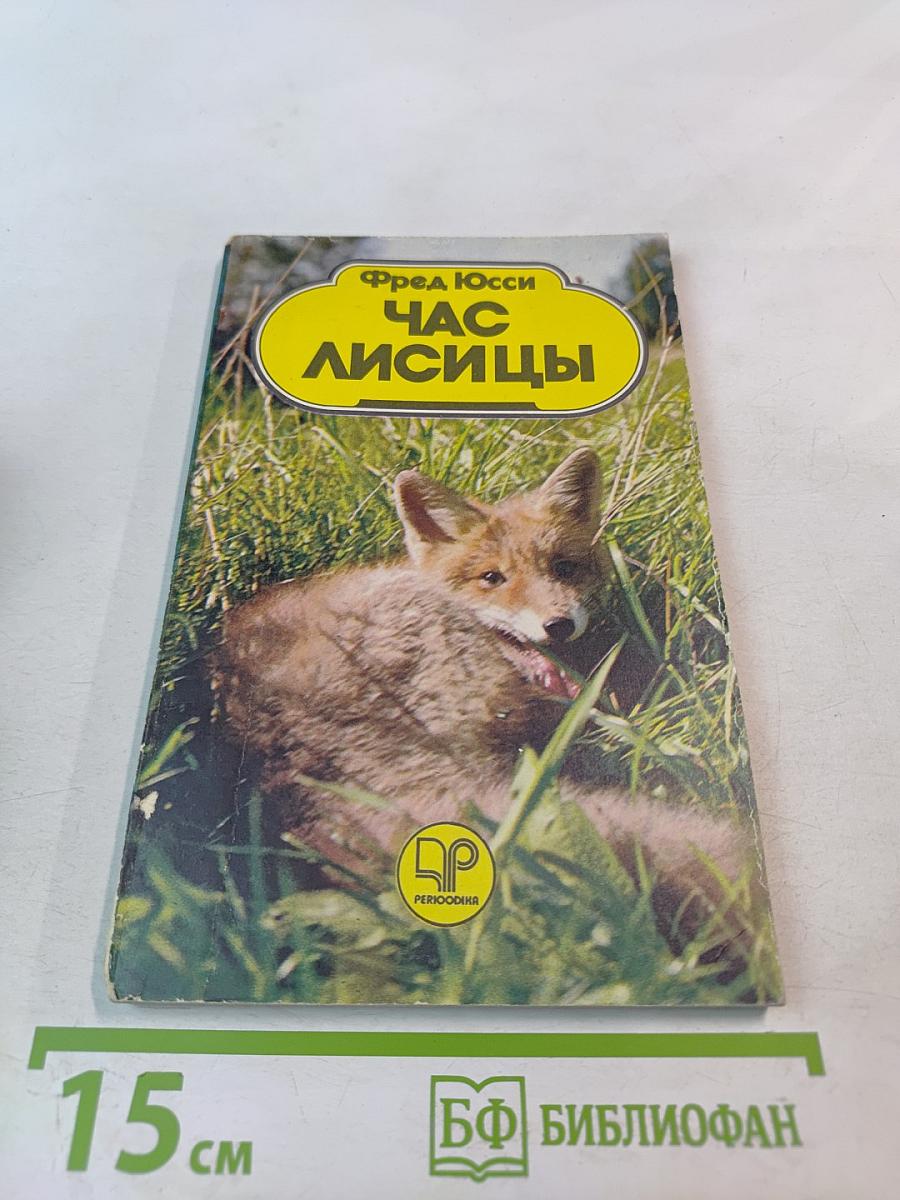 Фред Юсси
ЧАС
ЛИСИЦЫ
PERIOODIKA
15 см
БФ БИБЛИОФАН